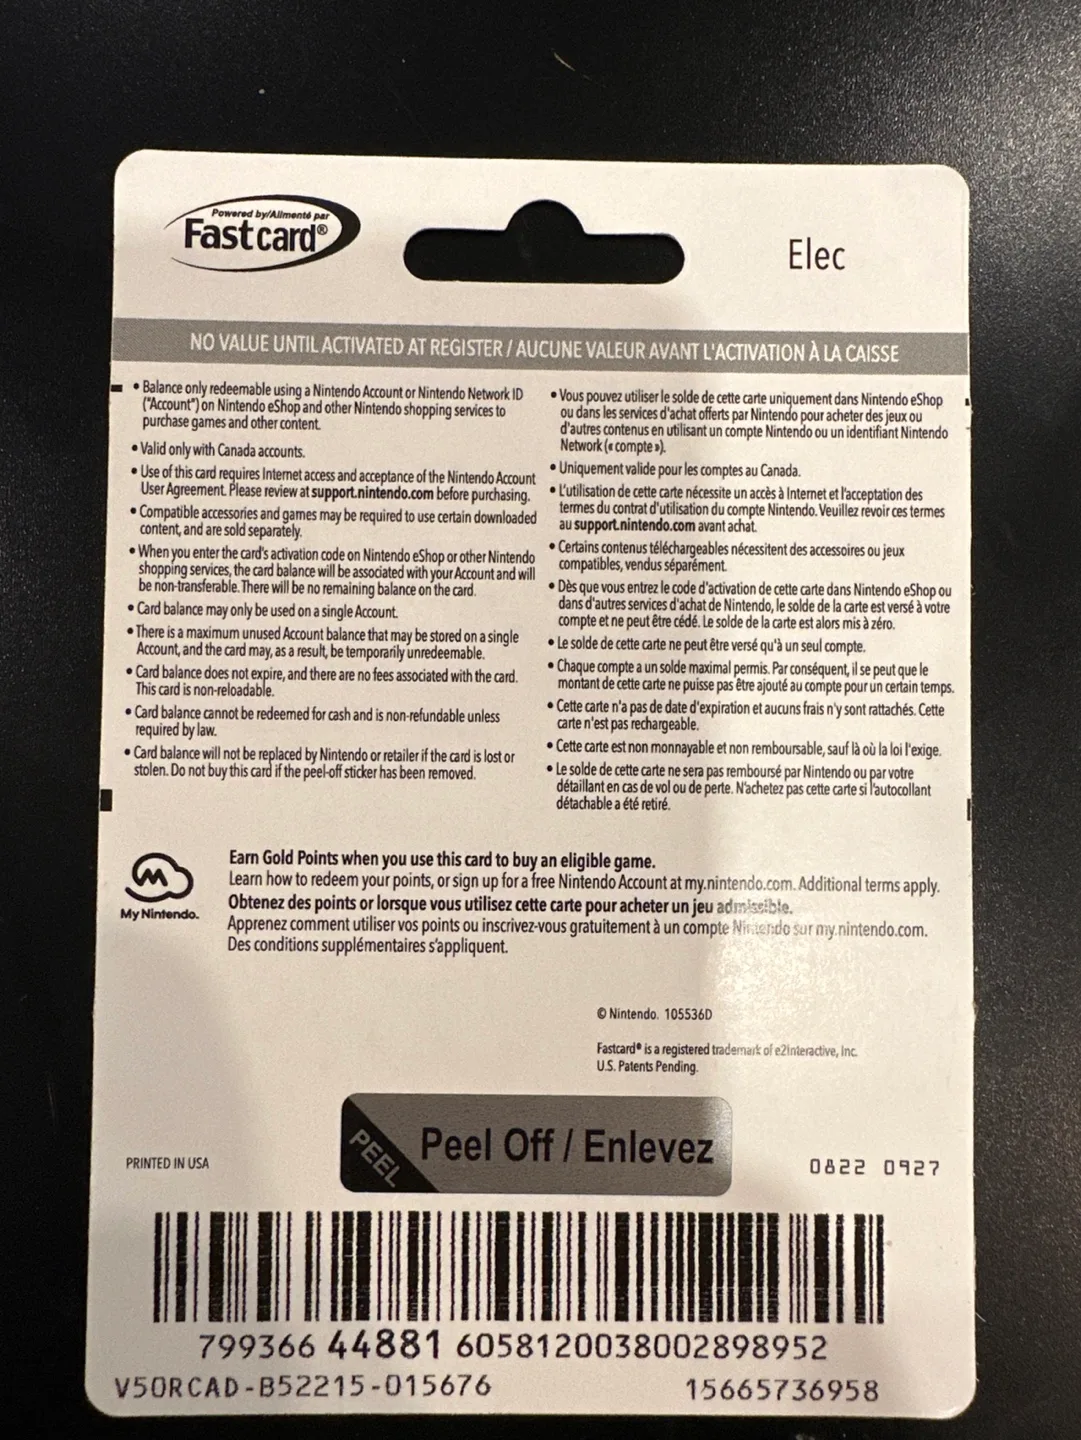 Powered by/Alimenté par
Fastcard®
Elec
NO VALUE UNTIL ACTIVATED AT REGISTER / AUCUNE VALEUR AVANT L'ACTIVATION À LA CAISSE
• Balance only redeemable using a Nintendo Account or Nintendo Network ID
("Account") on Nintendo eShop and other Nintendo shopping services to
purchase games and other content.
• Valid only with Canada accounts.
• Use of this card requires Internet access and acceptance of the Nintendo Account
User Agreement. Please review at support.nintendo.com before purchasing.
• Compatible accessories and games may be required to use certain downloaded
content, and are sold separately.
• When you enter the card's activation code on Nintendo eShop or other Nintendo
shopping services, the card balance will be associated with your Account and will
be non-transferable. There will be no remaining balance on the card.
• Card balance may only be used on a single Account.
• There is a maximum unused Account balance that may be stored on a single
Account, and the card may, as a result, be temporarily unredeemable.
• Card balance does not expire, and there are no fees associated with the card.
This card is non-reloadable.
• Card balance cannot be redeemed for cash and is non-refundable unless
required by law.
• Card balance will not be replaced by Nintendo or retailer if the card is lost or
stolen. Do not buy this card if the peel-off sticker has been removed.
• Vous pouvez utiliser le solde de cette carte uniquement dans Nintendo eShop
ou dans les services d'achat offerts par Nintendo pour acheter des jeux ou
d'autres contenus en utilisant un compte Nintendo ou un identifiant Nintendo
Network (« compte »).
• Uniquement valide pour les comptes au Canada.
• L'utilisation de cette carte nécessite un accès à Internet et l'acceptation des
termes du contrat d'utilisation du compte Nintendo. Veuillez revoir ces termes
au support.nintendo.com avant achat.
• Certains contenus téléchargeables nécessitent des accessoires ou jeux
compatibles, vendus séparément.
• Dès que vous entrez le code d'activation de cette carte dans Nintendo eShop ou
dans d'autres services d'achat de Nintendo, le solde de la carte est versé à votre
compte et ne peut être cédé. Le solde de la carte est alors mis à zéro.
• Le solde de cette carte ne peut être versé qu'à un seul compte.
• Chaque compte a un solde maximal permis. Par conséquent, il se peut que le
montant de cette carte ne puisse pas être ajouté au compte pour un certain temps.
• Cette carte n'a pas de date d'expiration et aucuns frais n'y sont rattachés. Cette
carte n'est pas rechargeable.
• Cette carte est non monnayable et non remboursable, sauf là où la loi l'exige.
• Le solde de cette carte ne sera pas remboursé par Nintendo ou par votre
détaillant en cas de vol ou de perte. N'achetez pas cette carte si l'autocollant
détachable a été retiré.
My Nintendo.
Earn Gold Points when you use this card to buy an eligible game.
Learn how to redeem your points, or sign up for a free Nintendo Account at my.nintendo.com. Additional terms apply.
Obtenez des points or lorsque vous utilisez cette carte pour acheter un jeu admissible.
Apprenez comment utiliser vos points ou inscrivez-vous gratuitement à un compte Nintendo sur my.nintendo.com.
Des conditions supplémentaires s'appliquent.
© Nintendo. 105536D
Fastcard® is a registered trademark of e2interactive, Inc.
U.S. Patents Pending.
PEEL
Peel Off / Enlevez
PRINTED IN USA
0822 0927
799366 44881 6058120038002898952
V50RCAD-B52215-015676
15665736958